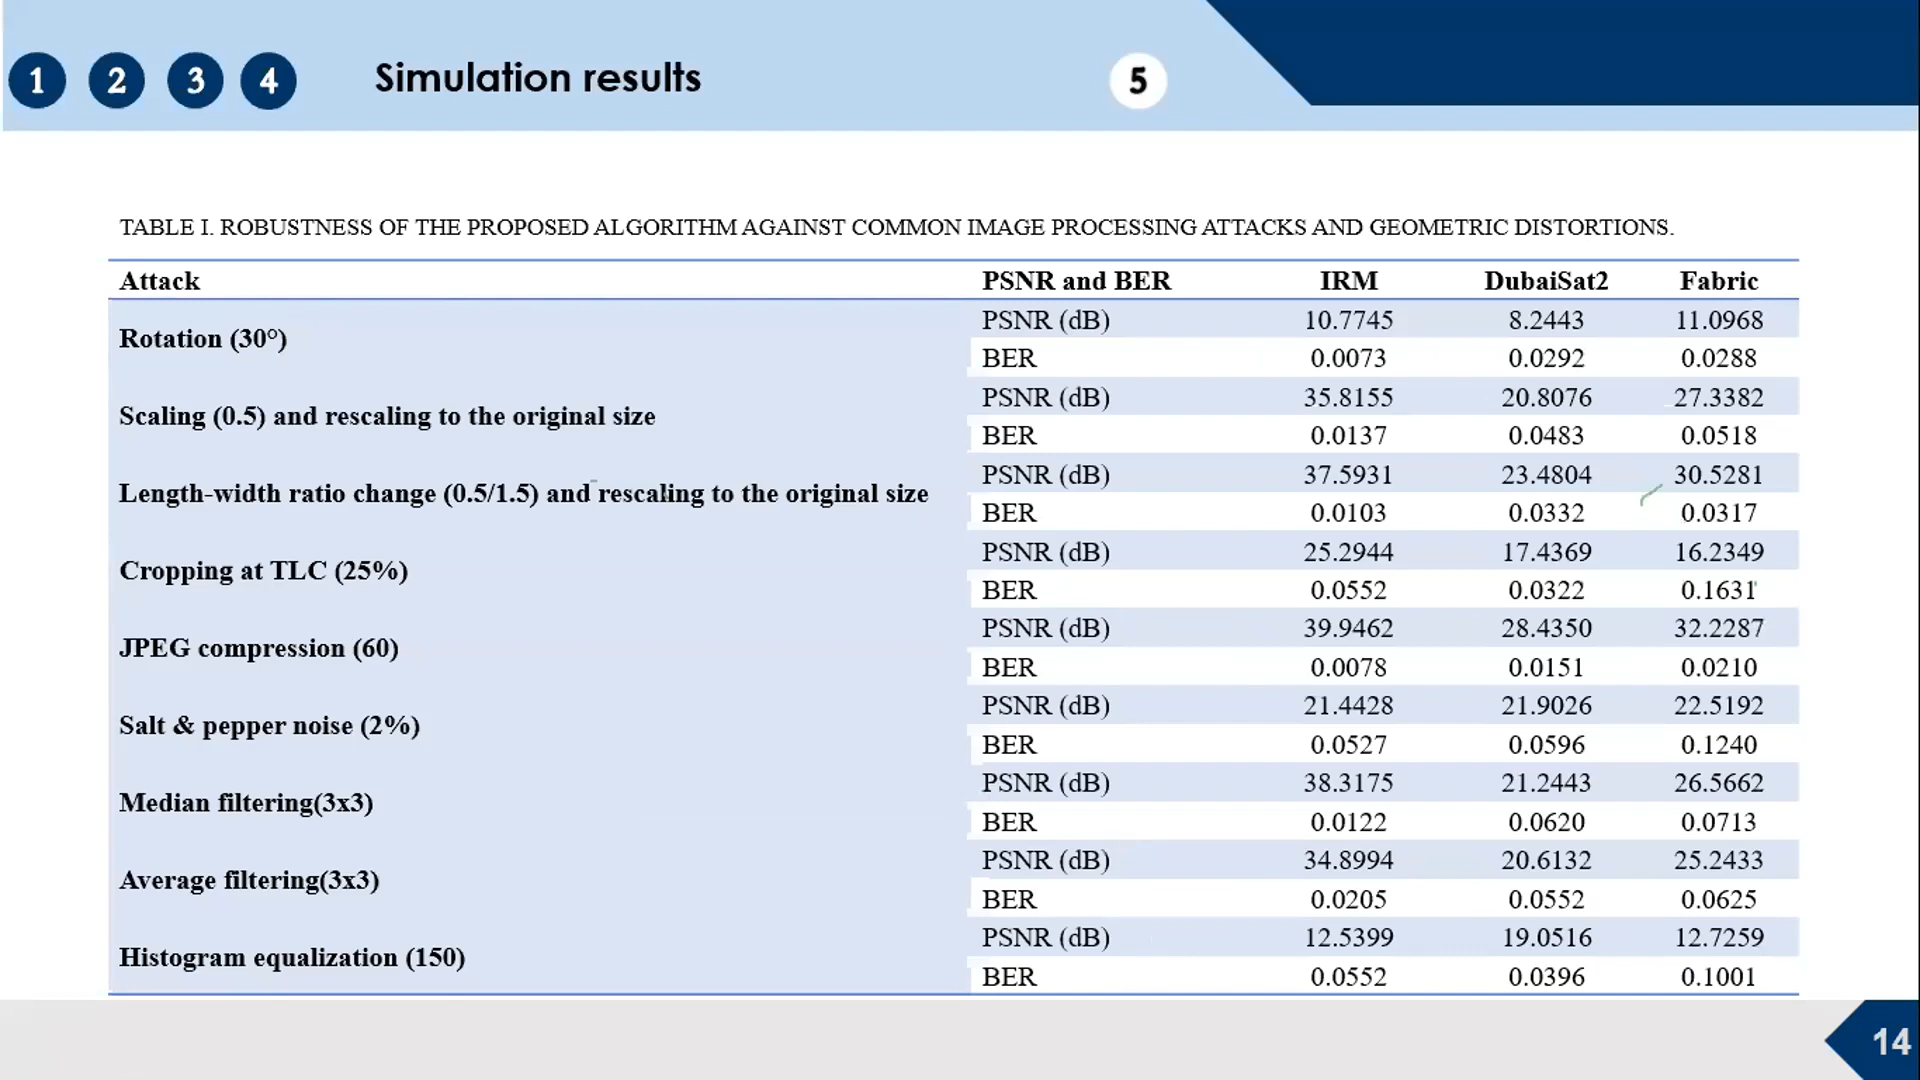 1 2 3 4 Simulation results 5
TABLE I. ROBUSTNESS OF THE PROPOSED ALGORITHM AGAINST COMMON IMAGE PROCESSING ATTACKS AND GEOMETRIC DISTORTIONS.
Attack PSNR and BER IRM DubaiSat2 Fabric
Rotation (30°) PSNR (dB) 10.7745 8.2443 11.0968
BER 0.0073 0.0292 0.0288
Scaling (0.5) and rescaling to the original size PSNR (dB) 35.8155 20.8076 27.3382
BER 0.0137 0.0483 0.0518
Length-width ratio change (0.5/1.5) and rescaling to the original size PSNR (dB) 37.5931 23.4804 30.5281
BER 0.0103 0.0332 0.0317
Cropping at TLC (25%) PSNR (dB) 25.2944 17.4369 16.2349
BER 0.0552 0.0322 0.1631
JPEG compression (60) PSNR (dB) 39.9462 28.4350 32.2287
BER 0.0078 0.0151 0.0210
Salt & pepper noise (2%) PSNR (dB) 21.4428 21.9026 22.5192
BER 0.0527 0.0596 0.1240
Median filtering(3x3) PSNR (dB) 38.3175 21.2443 26.5662
BER 0.0122 0.0620 0.0713
Average filtering(3x3) PSNR (dB) 34.8994 20.6132 25.2433
BER 0.0205 0.0552 0.0625
Histogram equalization (150) PSNR (dB) 12.5399 19.0516 12.7259
BER 0.0552 0.0396 0.1001
14